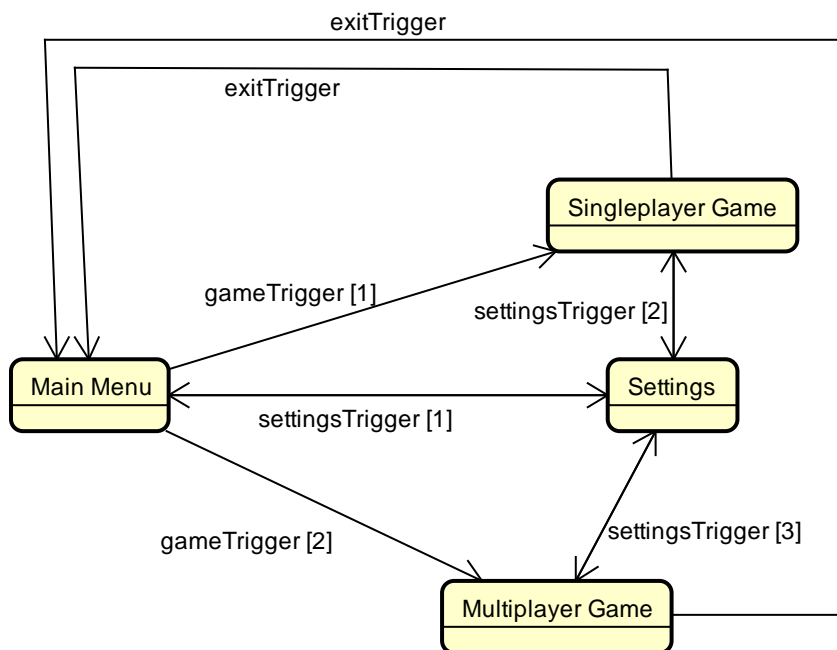 exitTrigger
exitTrigger
Singleplayer Game
gameTrigger [1]
settingsTrigger [2]
Main Menu
Settings
settingsTrigger [1]
gameTrigger [2]
settingsTrigger [3]
Multiplayer Game